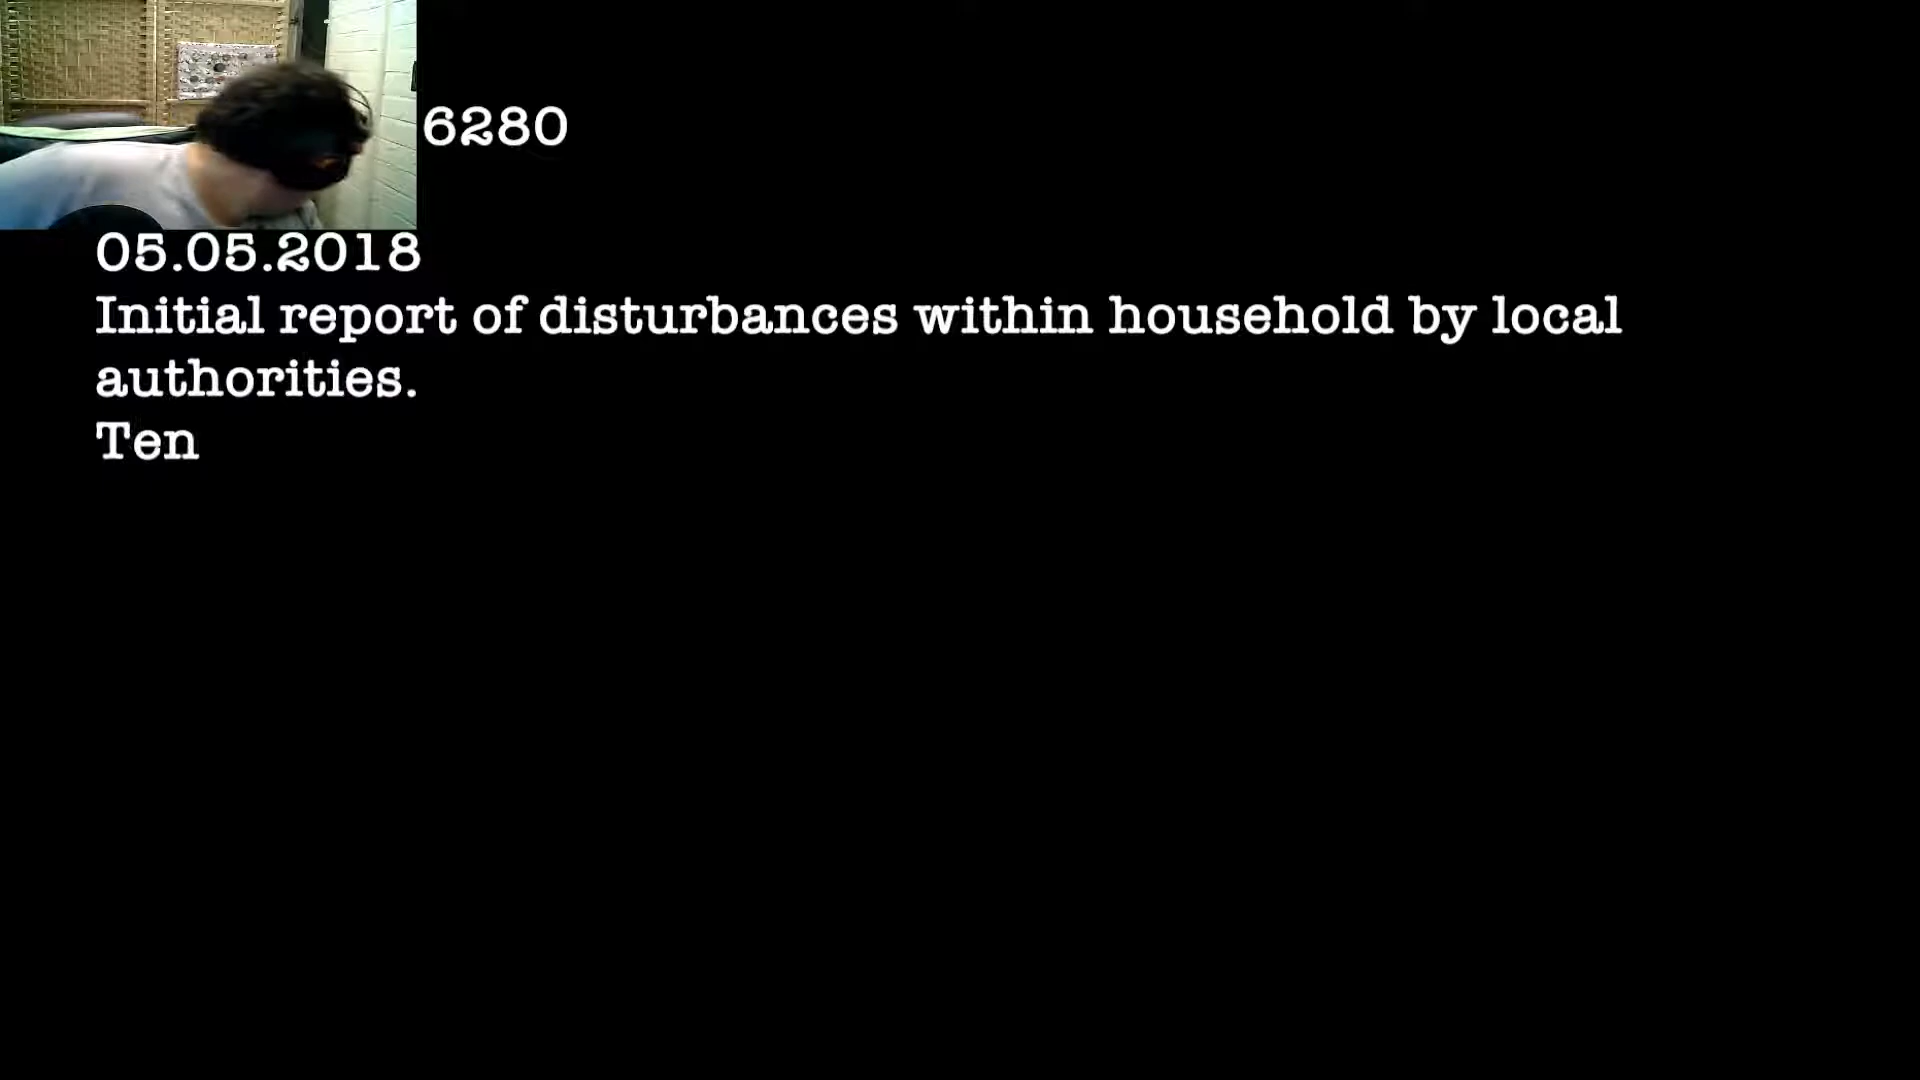 6280
05.05.2018
Initial report of disturbances within household by local
authorities.
Ten